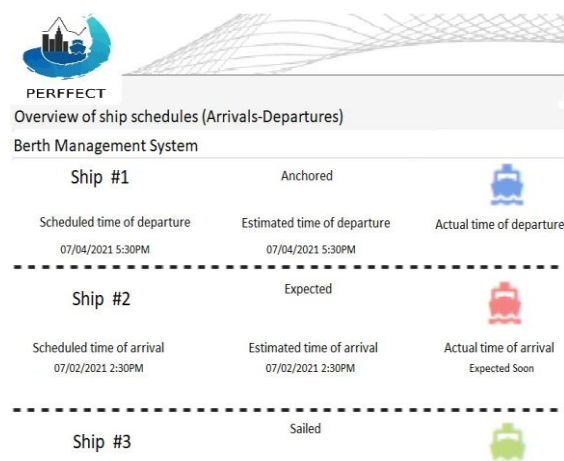 PERFFECT
Overview of ship schedules (Arrivals-Departures)
Berth Management System
Ship #1 Anchored
Scheduled time of departure Estimated time of departure Actual time of departure
07/04/2021 5:30PM 07/04/2021 5:30PM
Ship #2 Expected
Scheduled time of arrival Estimated time of arrival Actual time of arrival
07/02/2021 2:30PM 07/02/2021 2:30PM Expected Soon
Ship #3 Sailed